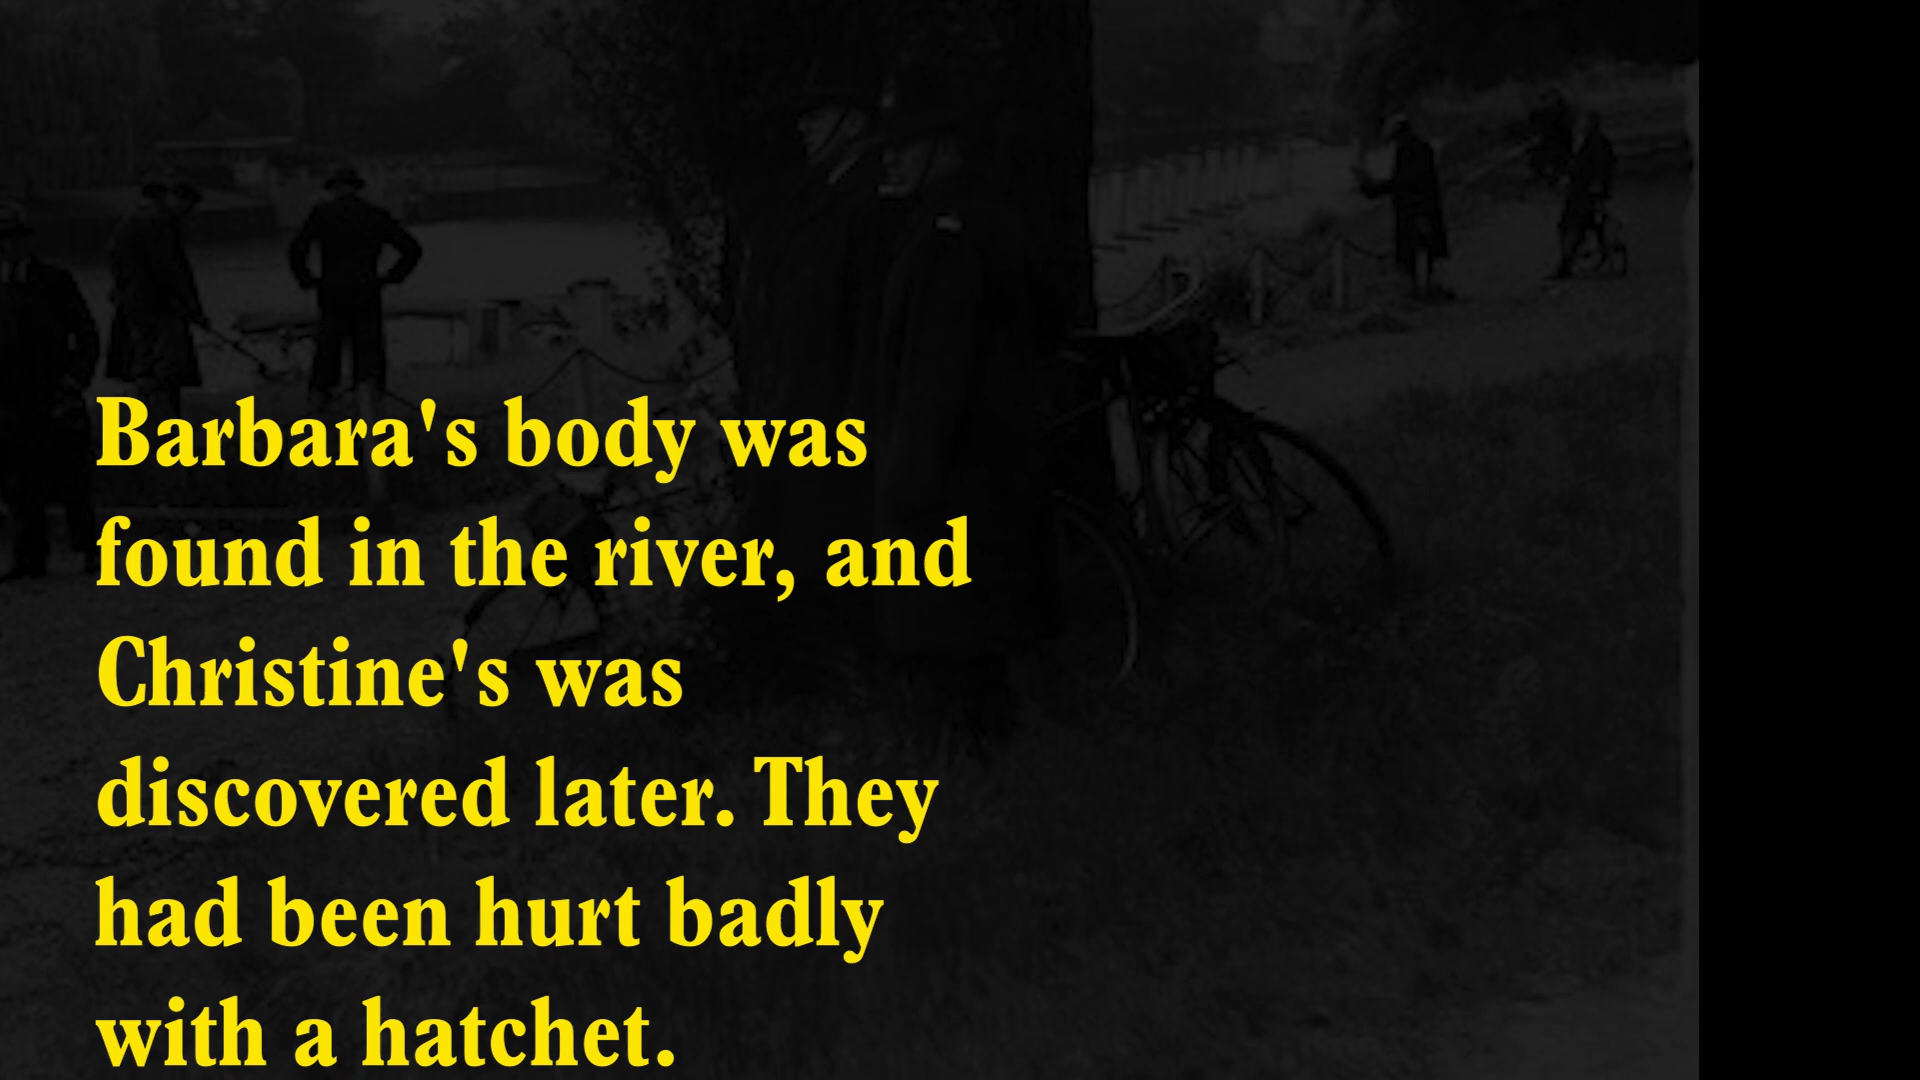 Barbara's body was
found in the river, and
Christine's was
discovered later. They
had been hurt badly
with a hatchet.